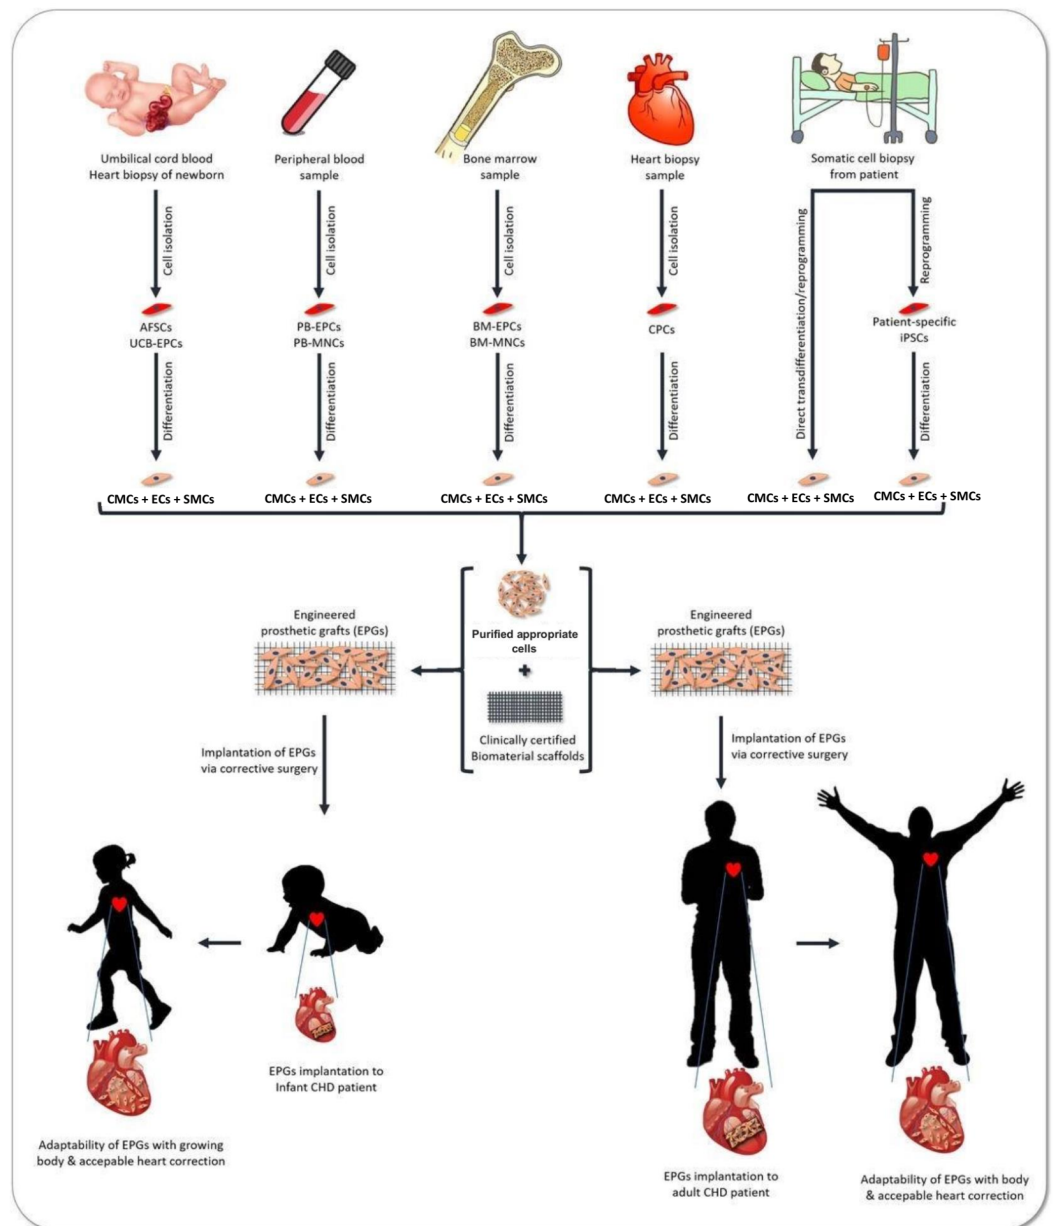 Umbilical cord blood
Heart biopsy of newborn
Peripheral blood
sample
Bone marrow
sample
Heart biopsy
sample
Somatic cell biopsy
from patient
Cell isolation
Cell isolation
Cell isolation
Cell isolation
Direct transdifferentiation/reprogramming
Reprogramming
AFSCs
UCB-EPCs
PB-EPCs
PB-MNCs
BM-EPCs
BM-MNCs
CPCs
Patient-specific
iPSCs
Differentiation
Differentiation
Differentiation
Differentiation
Differentiation
CMCs + ECs + SMCs
CMCs + ECs + SMCs
CMCs + ECs + SMCs
CMCs + ECs + SMCs
CMCs + ECs + SMCs
CMCs + ECs + SMCs
Engineered
prosthetic grafts (EPGs)
Purified appropriate
cells
+
Clinically certified
Biomaterial scaffolds
Engineered
prosthetic grafts (EPGs)
Implantation of EPGs
via corrective surgery
Implantation of EPGs
via corrective surgery
EPGs implantation to
Infant CHD patient
Adaptability of EPGs with growing
body & accepable heart correction
EPGs implantation to
adult CHD patient
Adaptability of EPGs with body
& accepable heart correction